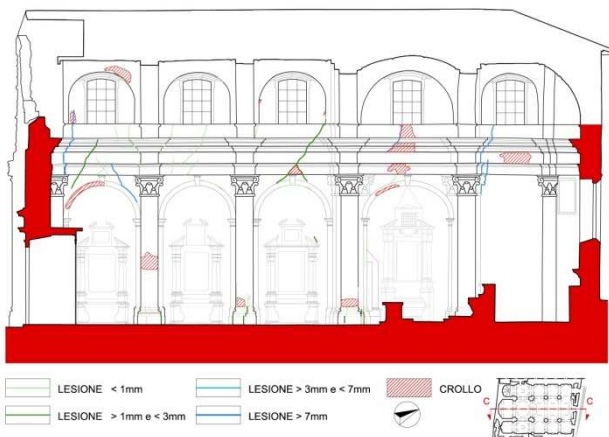 LESIONE < 1mm
LESIONE > 3mm e < 7mm
CROLLO
LESIONE > 1mm e < 3mm
LESIONE > 7mm
C C